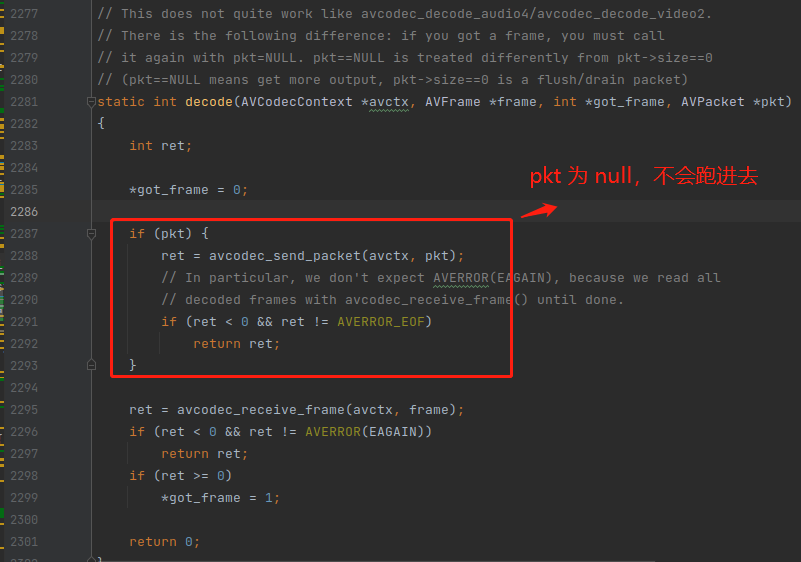 2277 // This does not quite work like avcodec_decode_audio4/avcodec_decode_video2.
2278 // There is the following difference: if you got a frame, you must call
2279 // it again with pkt=NULL. pkt==NULL is treated differently from pkt->size==0
2280 // (pkt==NULL means get more output, pkt->size==0 is a flush/drain packet)
2281 static int decode(AVCodecContext *avctx, AVFrame *frame, int *got_frame, AVPacket *pkt)
2282 {
2283 int ret;
2284
2285 *got_frame = 0;
pkt 为 null，不会跑进去
2286
2287 if (pkt) {
2288 ret = avcodec_send_packet(avctx, pkt);
2289 // In particular, we don't expect AVERROR(EAGAIN), because we read all
2290 // decoded frames with avcodec_receive_frame() until done.
2291 if (ret < 0 && ret != AVERROR_EOF)
2292 return ret;
2293 }
2294
2295 ret = avcodec_receive_frame(avctx, frame);
2296 if (ret < 0 && ret != AVERROR(EAGAIN))
2297 return ret;
2298 if (ret >= 0)
2299 *got_frame = 1;
2300
2301 return 0;